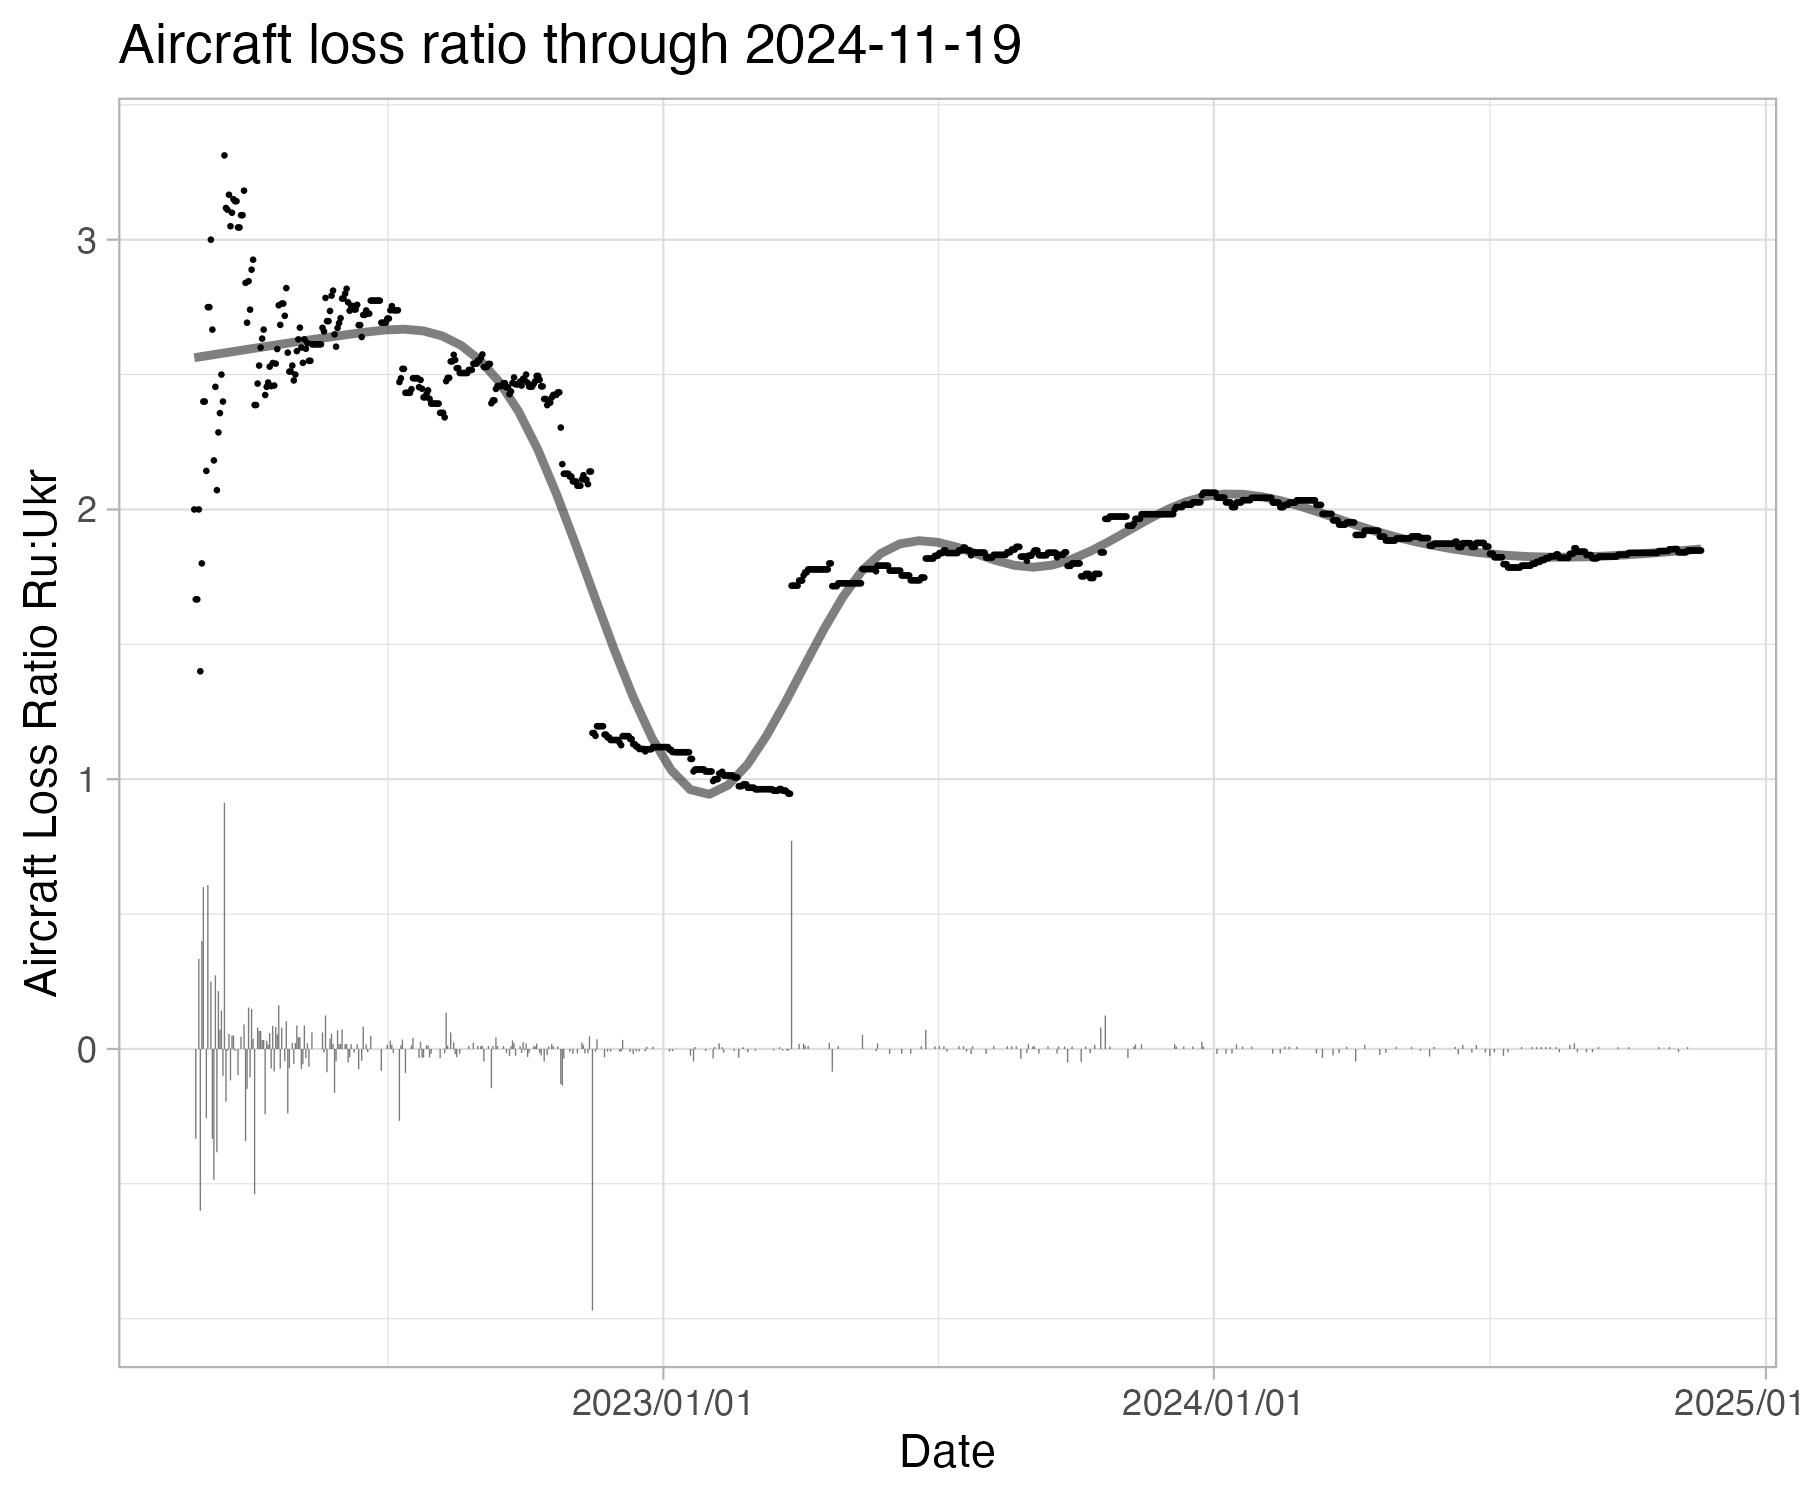 Aircraft loss ratio through 2024-11-19
Aircraft Loss Ratio Ru:Ukr
3
2
1
0
0
2023/01/01
2024/01/01
2025/01
Date